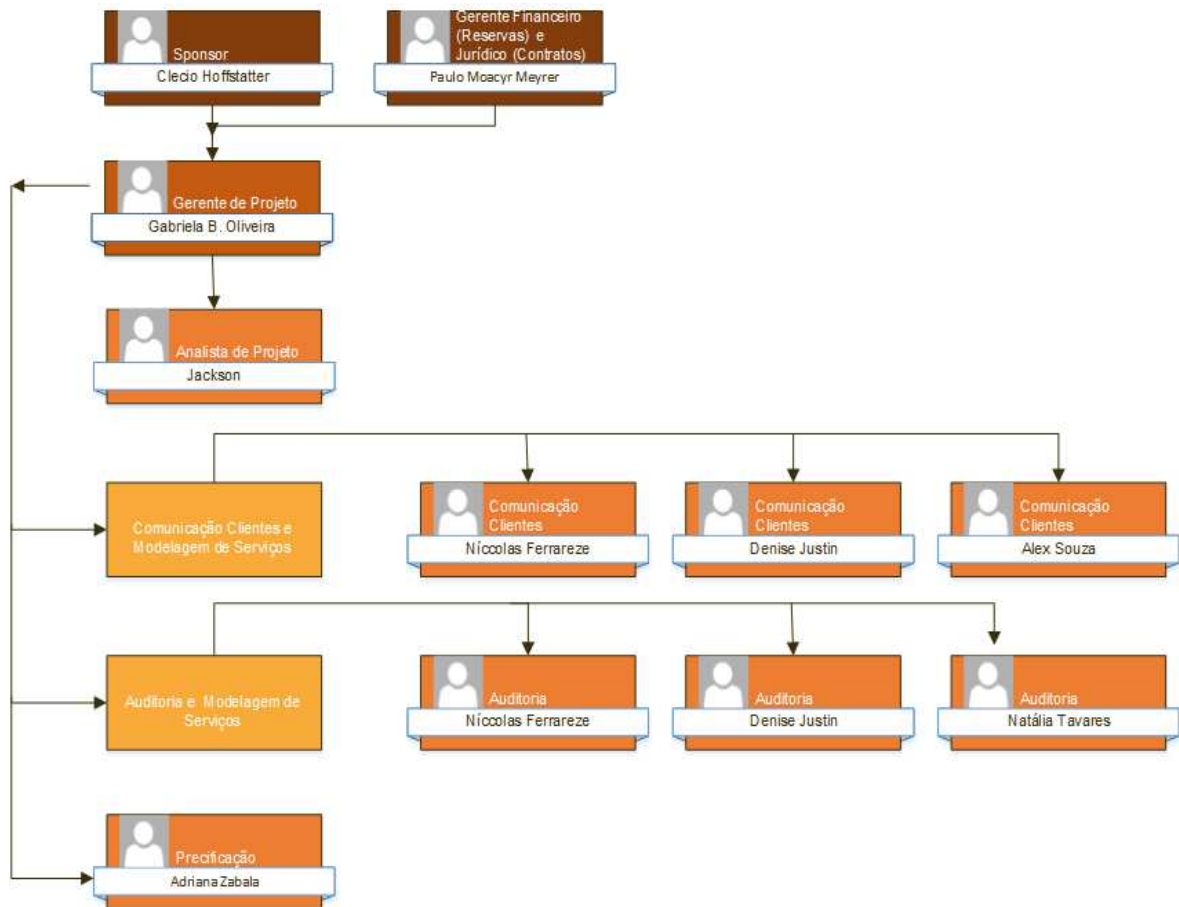 Sponsor
Clecio Hoffstatter
Gerente Financeiro
(Reservas) e
Jurídico (Contratos)
Paulo Moacyr Meyrer
Gerente de Projeto
Gabriela B. Oliveira
Analista de Projeto
Jackson
Comunicação Clientes e
Modelagem de Serviços
Comunicação
Clientes
Níccolas Ferrareze
Comunicação
Clientes
Denise Justin
Comunicação
Clientes
Alex Souza
Auditoria e Modelagem de
Serviços
Auditoria
Níccolas Ferrareze
Auditoria
Denise Justin
Auditoria
Natália Tavares
Precificação
Adriana Zabala